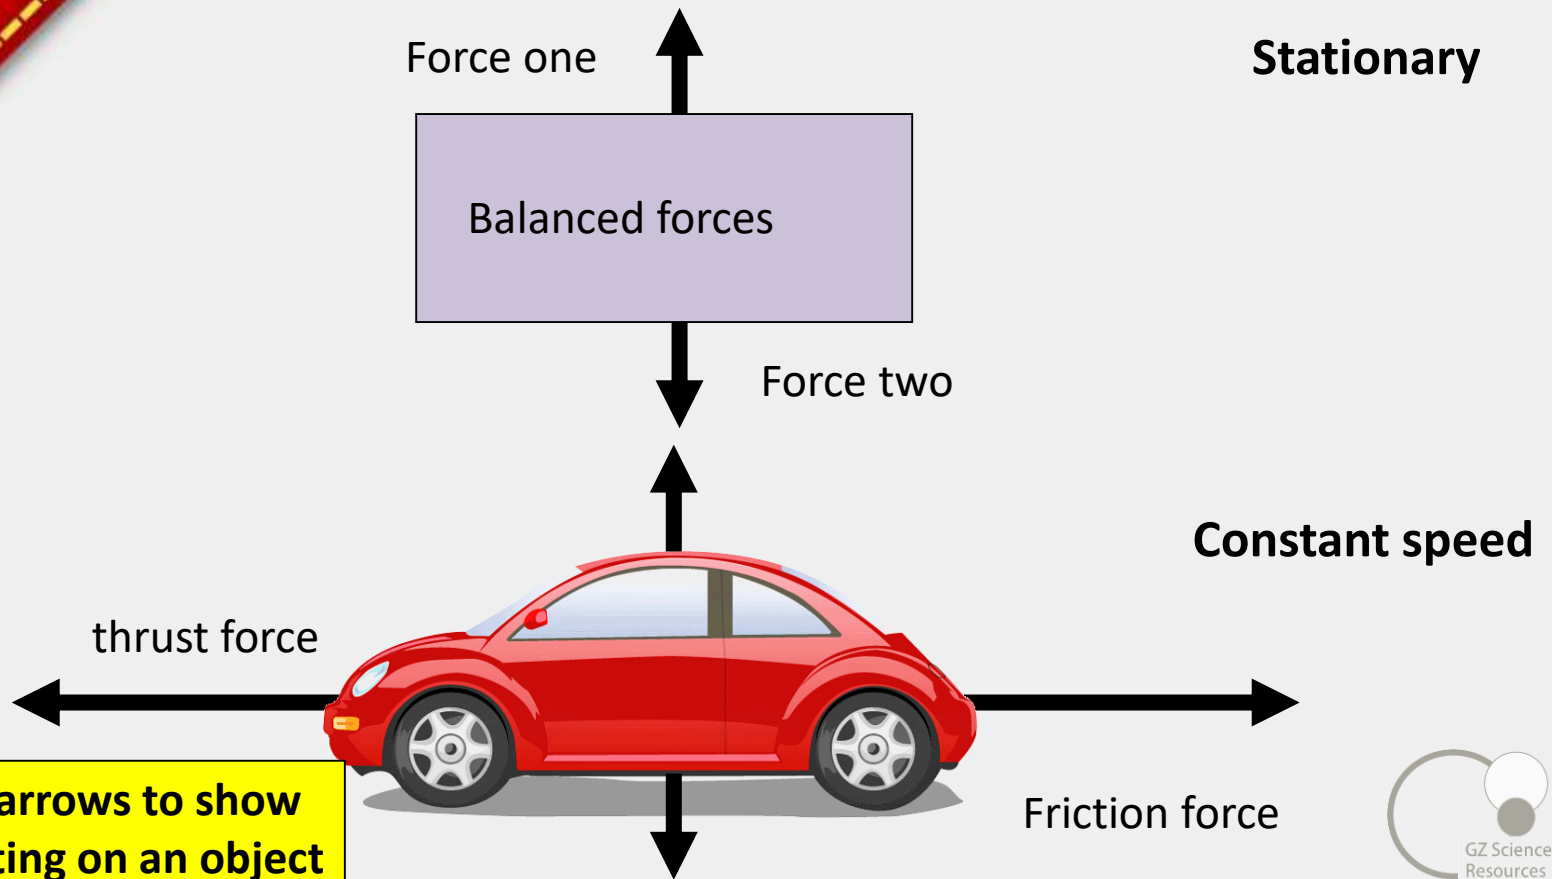 Force one
Stationary
Balanced forces
Force two
Constant speed
thrust force
arrows to show
ting on an object
Friction force
GZ Science
Resources